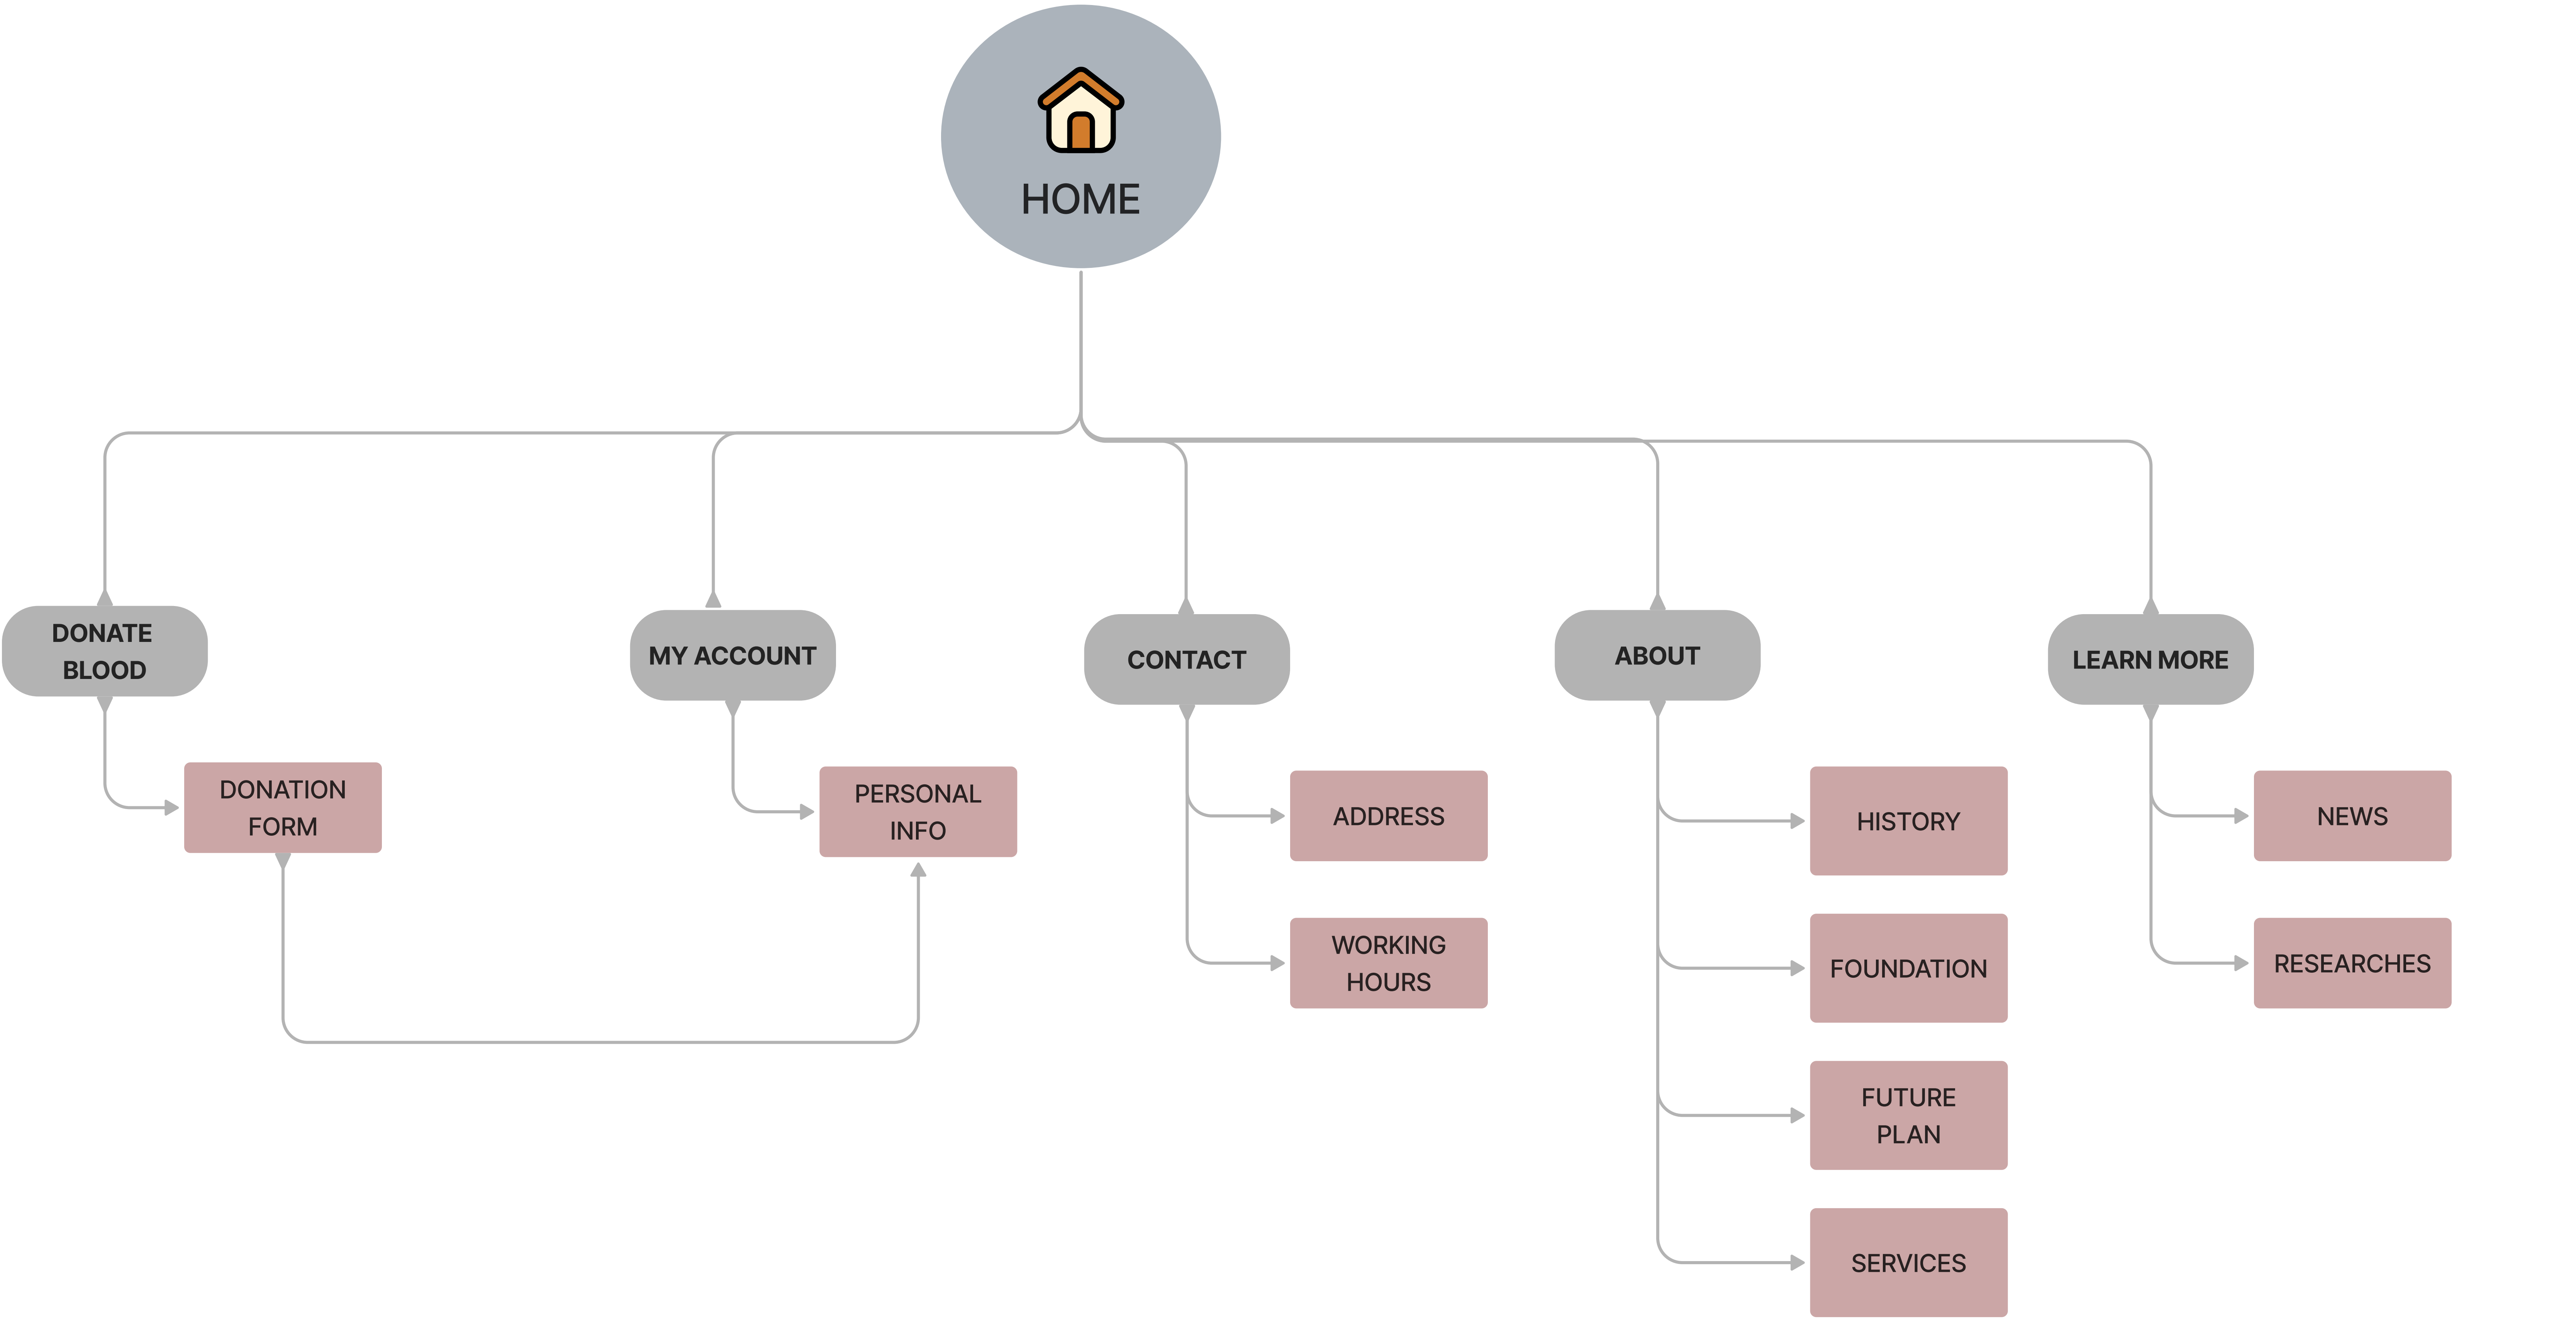 HOME
DONATE
BLOOD
MY ACCOUNT
CONTACT
ABOUT
LEARN MORE
DONATION
FORM
PERSONAL
INFO
ADDRESS
WORKING
HOURS
HISTORY
FOUNDATION
FUTURE
PLAN
SERVICES
NEWS
RESEARCHES